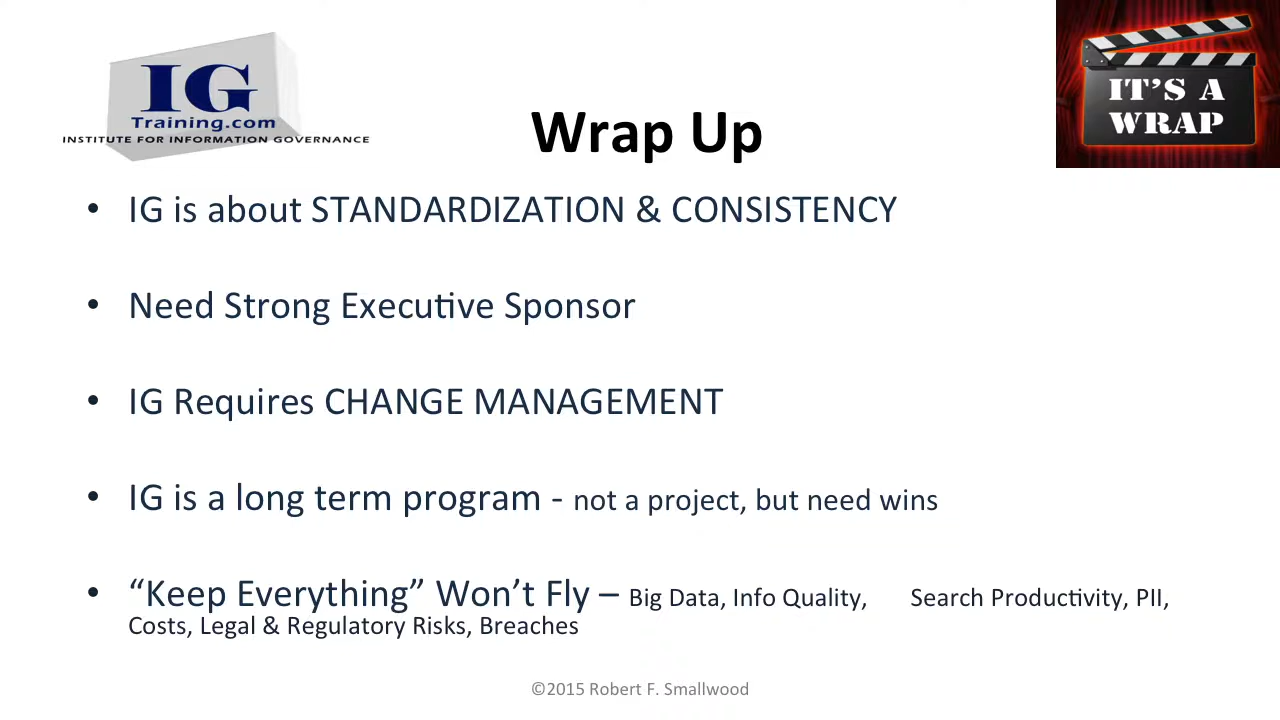 IG
Training.com
INSTITUTE FOR INFORMATION GOVERNANCE
IT'S A
WRAP
Wrap Up
• IG is about STANDARDIZATION & CONSISTENCY
• Need Strong Executive Sponsor
• IG Requires CHANGE MANAGEMENT
• IG is a long term program - not a project, but need wins
• “Keep Everything” Won’t Fly – Big Data, Info Quality, Search Productivity, PII,
Costs, Legal & Regulatory Risks, Breaches
©2015 Robert F. Smallwood